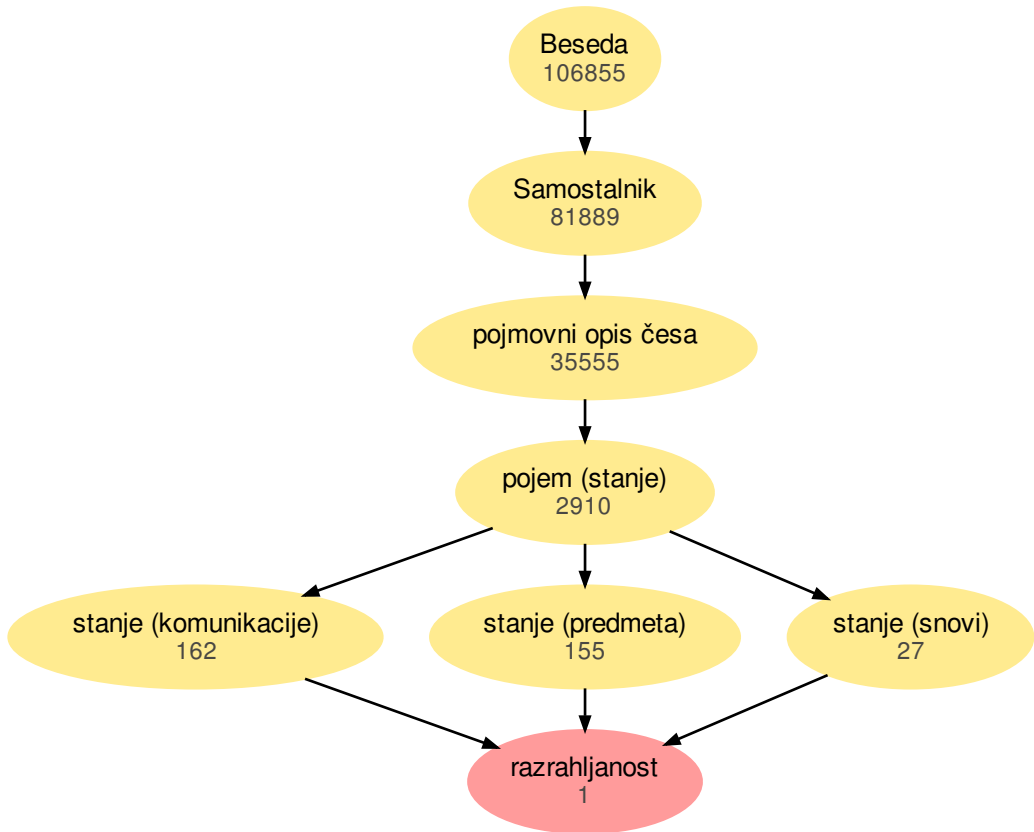 Beseda
106855
Samostalnik
81889
pojmovni opis česa
35555
pojem (stanje)
2910
stanje (komunikacije)
162
stanje (predmeta)
155
stanje (snovi)
27
razrahljanost
1